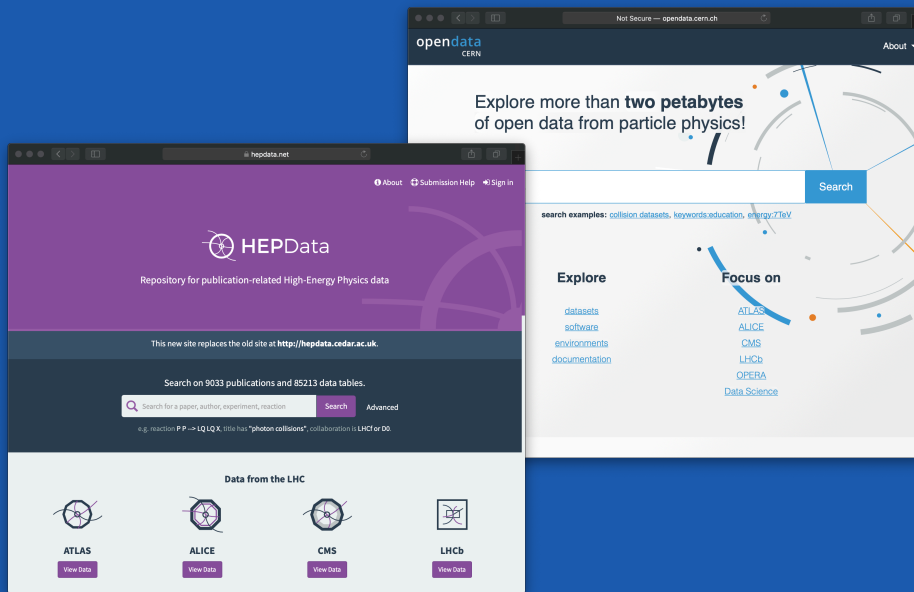 Not Secure — opendata.cern.ch
opendata
CERN
About
Explore more than two petabytes
of open data from particle physics!
Search
search examples: collision datasets, keywords:education, energy:7TeV
Explore
Focus on
datasets
ATLAS
software
ALICE
environments
CMS
documentation
LHCb
OPERA
Data Science
hepdata.net
About
Submission Help
Sign in
HEPData
Repository for publication-related High-Energy Physics data
This new site replaces the old site at http://hepdata.cedar.ac.uk.
Search on 9033 publications and 85213 data tables.
Search for a paper, author, experiment, reaction
Search
Advanced
e.g. reaction P P --> LQ LQ X, title has "photon collisions", collaboration is LHCf or D0.
Data from the LHC
ATLAS
ALICE
CMS
LHCb
View Data
View Data
View Data
View Data